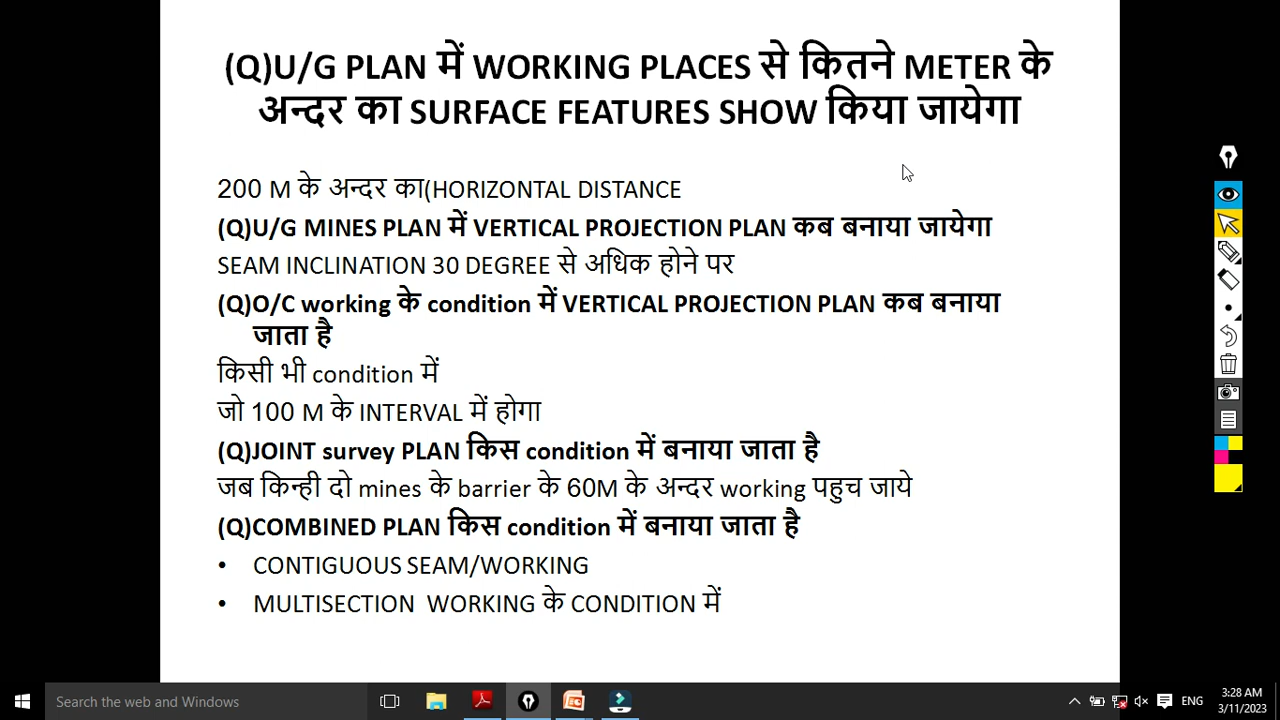 (Q)U/G PLAN में WORKING PLACES से कितने METER के
अन्दर का SURFACE FEATURES SHOW किया जायेगा
200 M के अन्दर का(HORIZONTAL DISTANCE
(Q)U/G MINES PLAN में VERTICAL PROJECTION PLAN कब बनाया जायेगा
SEAM INCLINATION 30 DEGREE से अधिक होने पर
(Q)O/C working के condition में VERTICAL PROJECTION PLAN कब बनाया
जाता है
किसी भी condition में
जो 100 M के INTERVAL में होगा
(Q)JOINT survey PLAN किस condition में बनाया जाता है
जब किन्ही दो mines के barrier के 60M के अन्दर working पहुच जाये
(Q)COMBINED PLAN किस condition में बनाया जाता है
• CONTIGUOUS SEAM/WORKING
• MULTISECTION WORKING के CONDITION में
Search the web and Windows
ENG
3:28 AM
3/11/2023